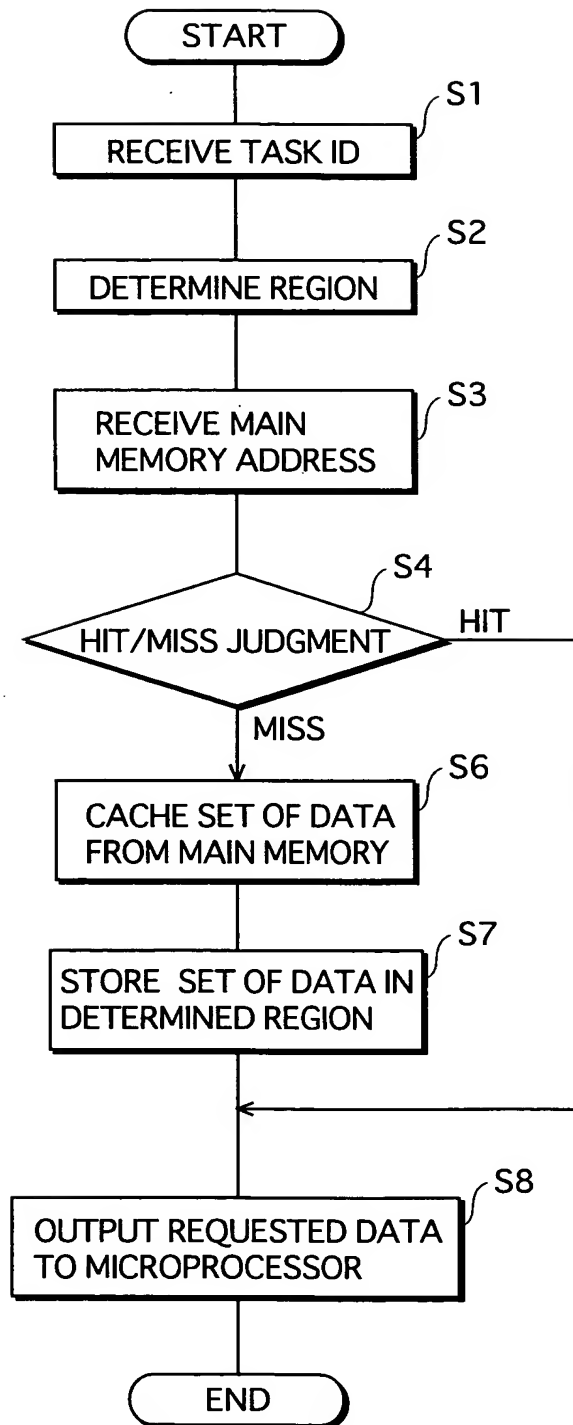 START
S1
RECEIVE TASK ID
S2
DETERMINE REGION
S3
RECEIVE MAIN
MEMORY ADDRESS
S4
HIT/MISS JUDGMENT
HIT
MISS
S6
CACHE SET OF DATA
FROM MAIN MEMORY
S7
STORE SET OF DATA IN
DETERMINED REGION
S8
OUTPUT REQUESTED DATA
TO MICROPROCESSOR
END